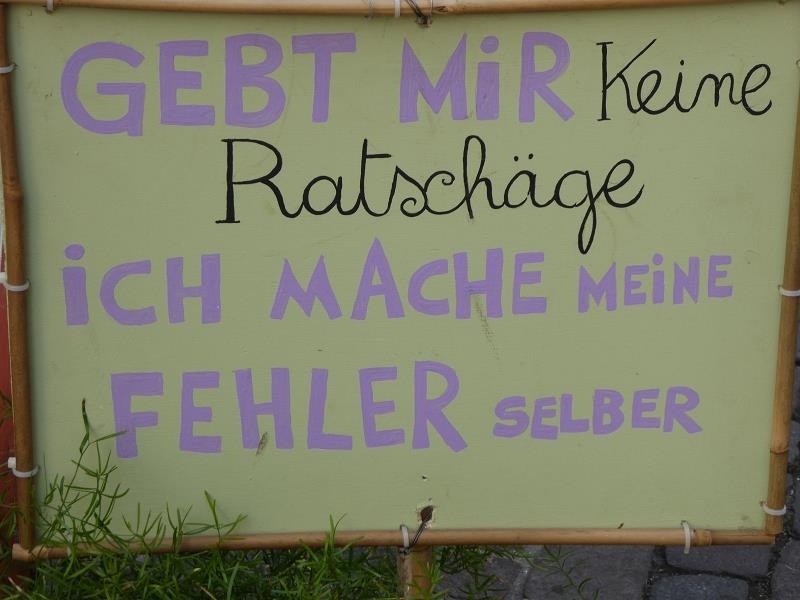 GEBT MiR Keine
Ratschäge
iCH MACHE MEiNE
FEHLER SELBER